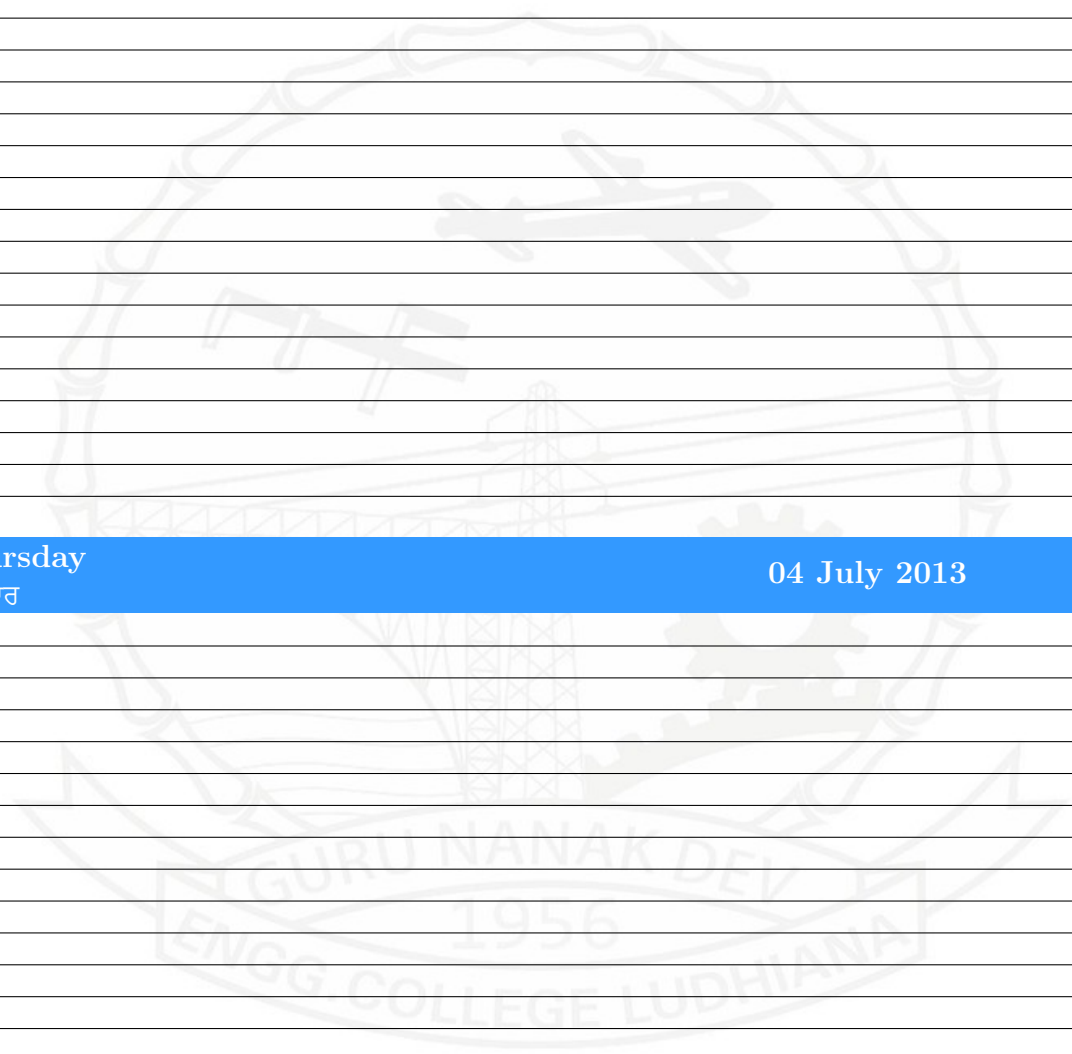 rsday
04 July 2013
ਾਰ
GURU NANAK DEV
1956
ENGG. COLLEGE LUDHIANA